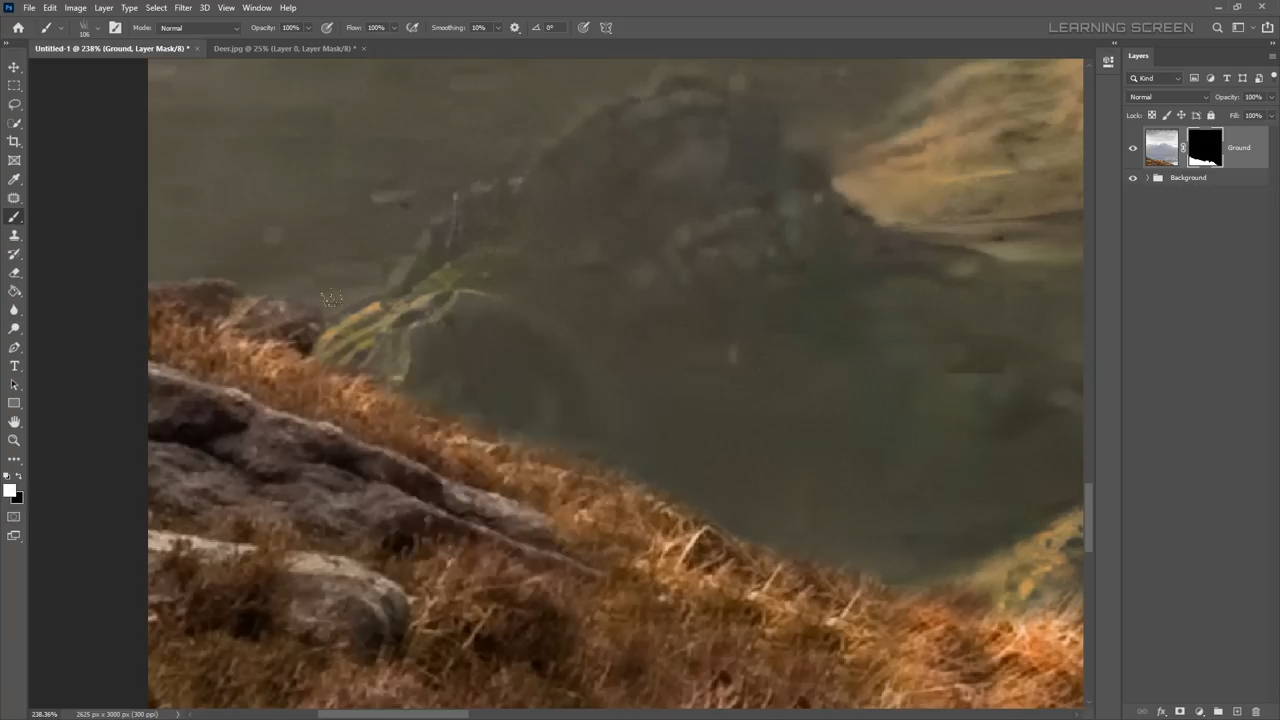 File Edit Image Layer Type Select Filter 3D View Window Help
106 Mode: Normal Opacity: 100% Flow: 100% Smoothing: 10% 0° LEARNING SCREEN
Untitled-1 @ 238% (Ground, Layer Mask/8) * × Deer.jpg @ 25% (Layer 0, Layer Mask/8) * ×
Layers
Kind
Normal Opacity: 100%
Lock: Fill: 100%
Ground
Background
238.36% 2625 px x 3000 px (300 ppi)